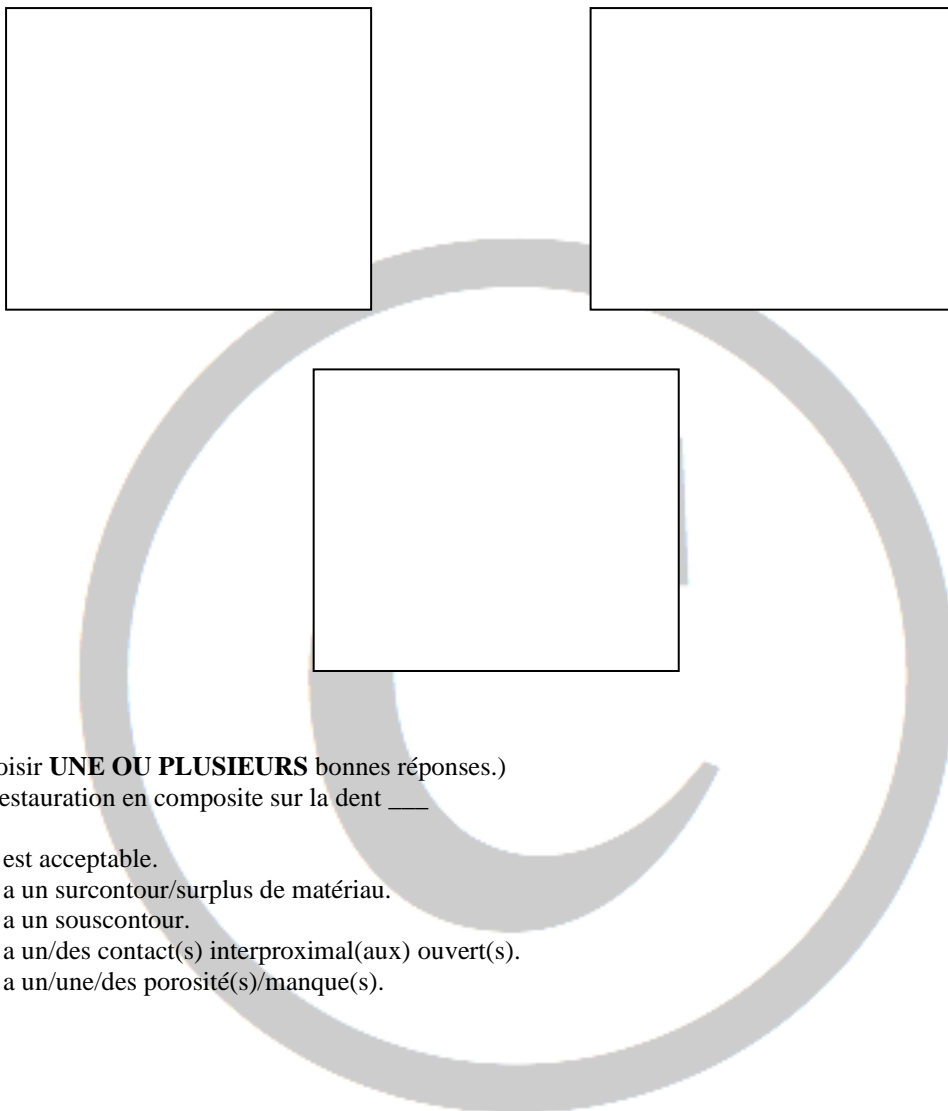 oisir UNE OU PLUSIEURS bonnes réponses.)
estauration en composite sur la dent ___
est acceptable.
a un surcontour/surplus de matériau.
a un souscontour.
a un/des contact(s) interproximal(aux) ouvert(s).
a un/une/des porosité(s)/manque(s).